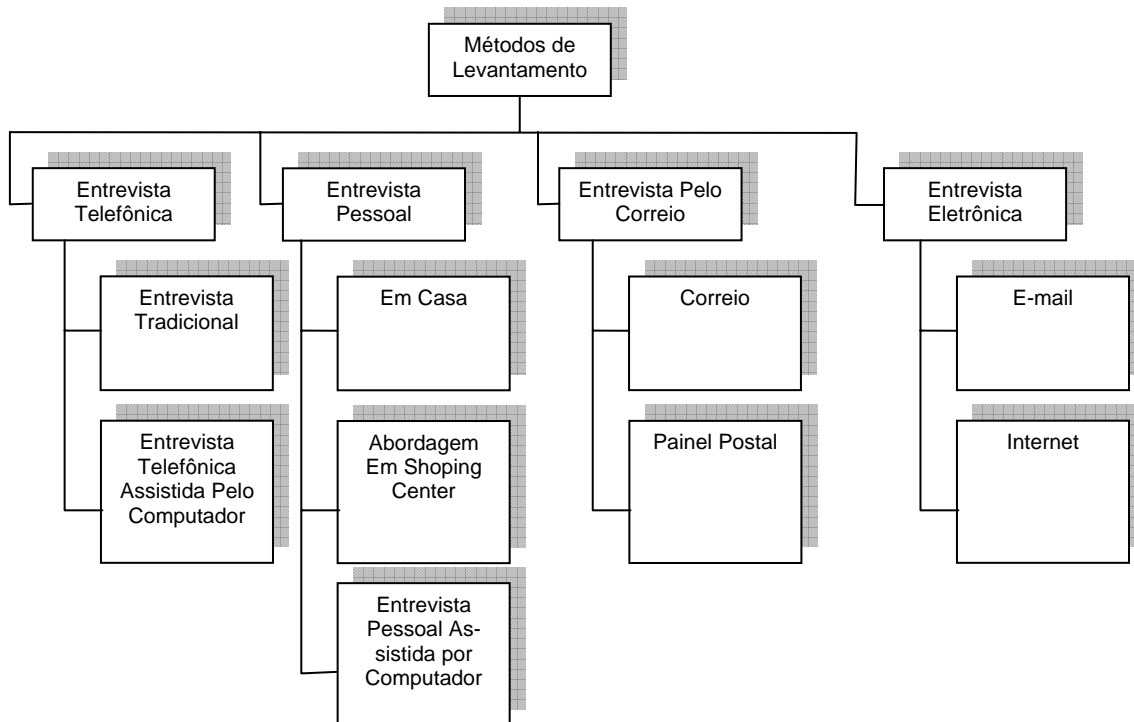 Métodos de
Levantamento
Entrevista
Telefônica
Entrevista
Pessoal
Entrevista Pelo
Correio
Entrevista
Eletrônica
Entrevista
Tradicional
Em Casa
Correio
E-mail
Entrevista
Telefônica
Assistida Pelo
Computador
Abordagem
Em Shoping
Center
Painel Postal
Internet
Entrevista
Pessoal As-
sistida por
Computador